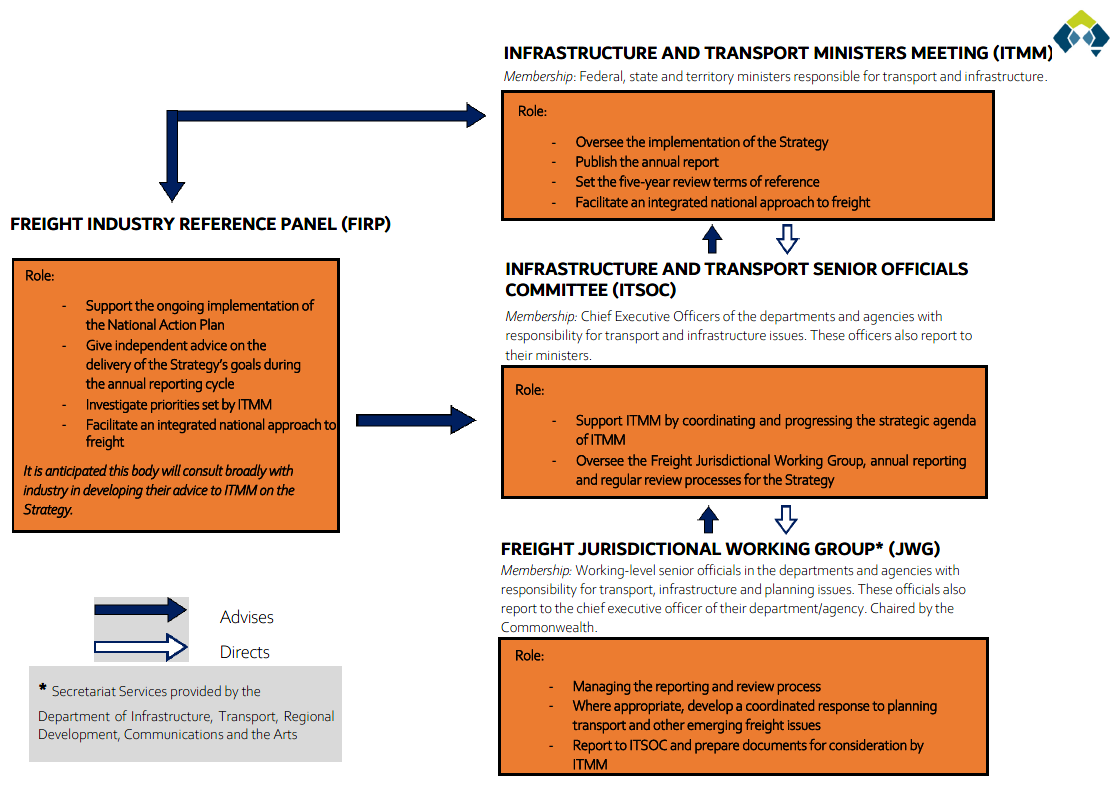 INFRASTRUCTURE AND TRANSPORT MINISTERS MEETING (ITMM)
Membership: Federal, state and territory ministers responsible for transport and infrastructure.
Role:
- Oversee the implementation of the Strategy
- Publish the annual report
- Set the five-year review terms of reference
- Facilitate an integrated national approach to freight
FREIGHT INDUSTRY REFERENCE PANEL (FIRP)
Role:
- Support the ongoing implementation of
the National Action Plan
- Give independent advice on the
delivery of the Strategy's goals during
the annual reporting cycle
- Investigate priorities set by ITMM
- Facilitate an integrated national approach to
freight
It is anticipated this body will consult broadly with
industry in developing their advice to ITMM on the
Strategy.
INFRASTRUCTURE AND TRANSPORT SENIOR OFFICIALS
COMMITTEE (ITSOC)
Membership: Chief Executive Officers of the departments and agencies with
responsibility for transport and infrastructure issues. These officers also report to
their ministers.
Role:
- Support ITMM by coordinating and progressing the strategic agenda
of ITMM
- Oversee the Freight Jurisdictional Working Group, annual reporting
and regular review processes for the Strategy
FREIGHT JURISDICTIONAL WORKING GROUP* (JWG)
Membership: Working-level senior officials in the departments and agencies with
responsibility for transport, infrastructure and planning issues. These officials also
report to the chief executive officer of their department/agency. Chaired by the
Commonwealth.
Role:
- Managing the reporting and review process
- Where appropriate, develop a coordinated response to planning
transport and other emerging freight issues
- Report to ITSOC and prepare documents for consideration by
ITMM
Advises
Directs
* Secretariat Services provided by the
Department of Infrastructure, Transport, Regional
Development, Communications and the Arts